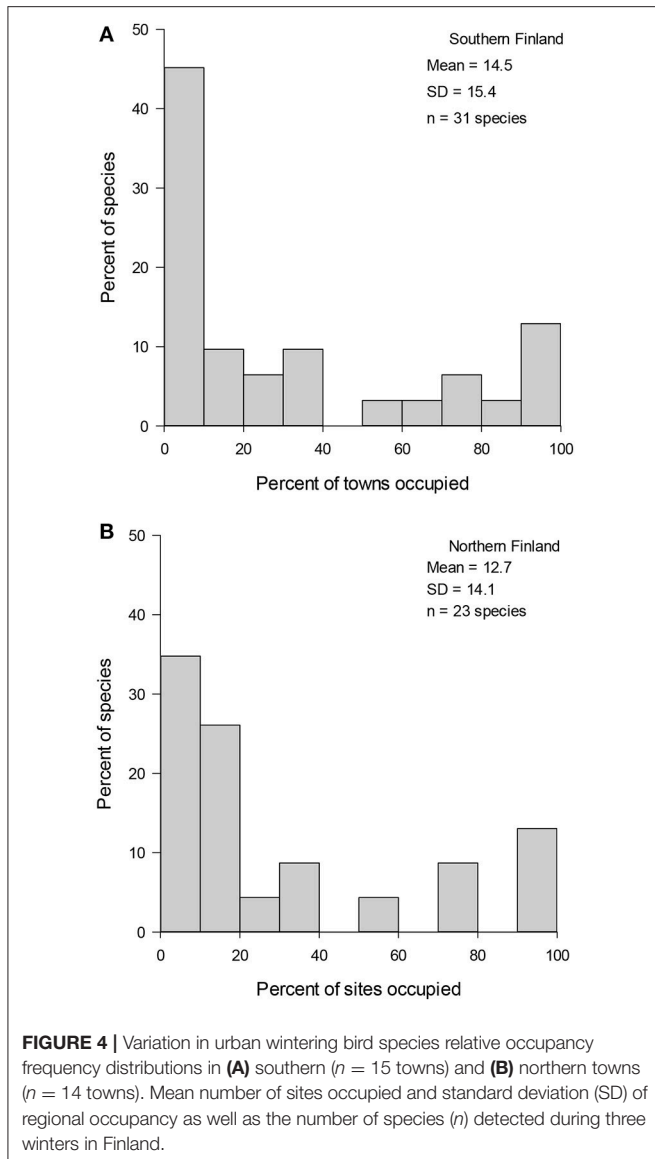 A
Southern Finland
Mean = 14.5
SD = 15.4
n = 31 species
Percent of species
50
40
30
20
10
0
0 20 40 60 80 100
Percent of towns occupied
B
Northern Finland
Mean = 12.7
SD = 14.1
n = 23 species
Percent of species
50
40
30
20
10
0
0 20 40 60 80 100
Percent of sites occupied
FIGURE 4 | Variation in urban wintering bird species relative occupancy
frequency distributions in (A) southern (n = 15 towns) and (B) northern towns
(n = 14 towns). Mean number of sites occupied and standard deviation (SD) of
regional occupancy as well as the number of species (n) detected during three
winters in Finland.